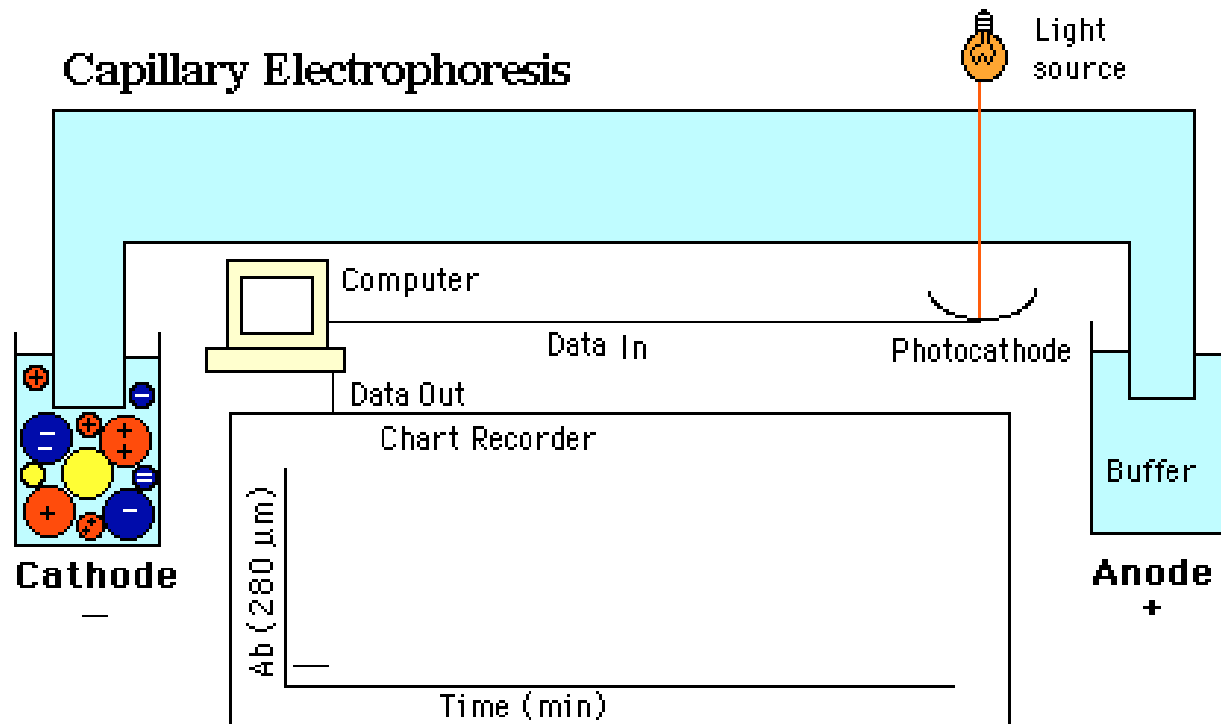 Light
source
Capillary Electrophoresis
Computer
Data In
Photocathode
Data Out
Chart Recorder
Buffer
Ab (280 µm)
Time (min)
Cathode
—
Anode
+
+
−
− −
+
+ +
− −
+
+ +
−